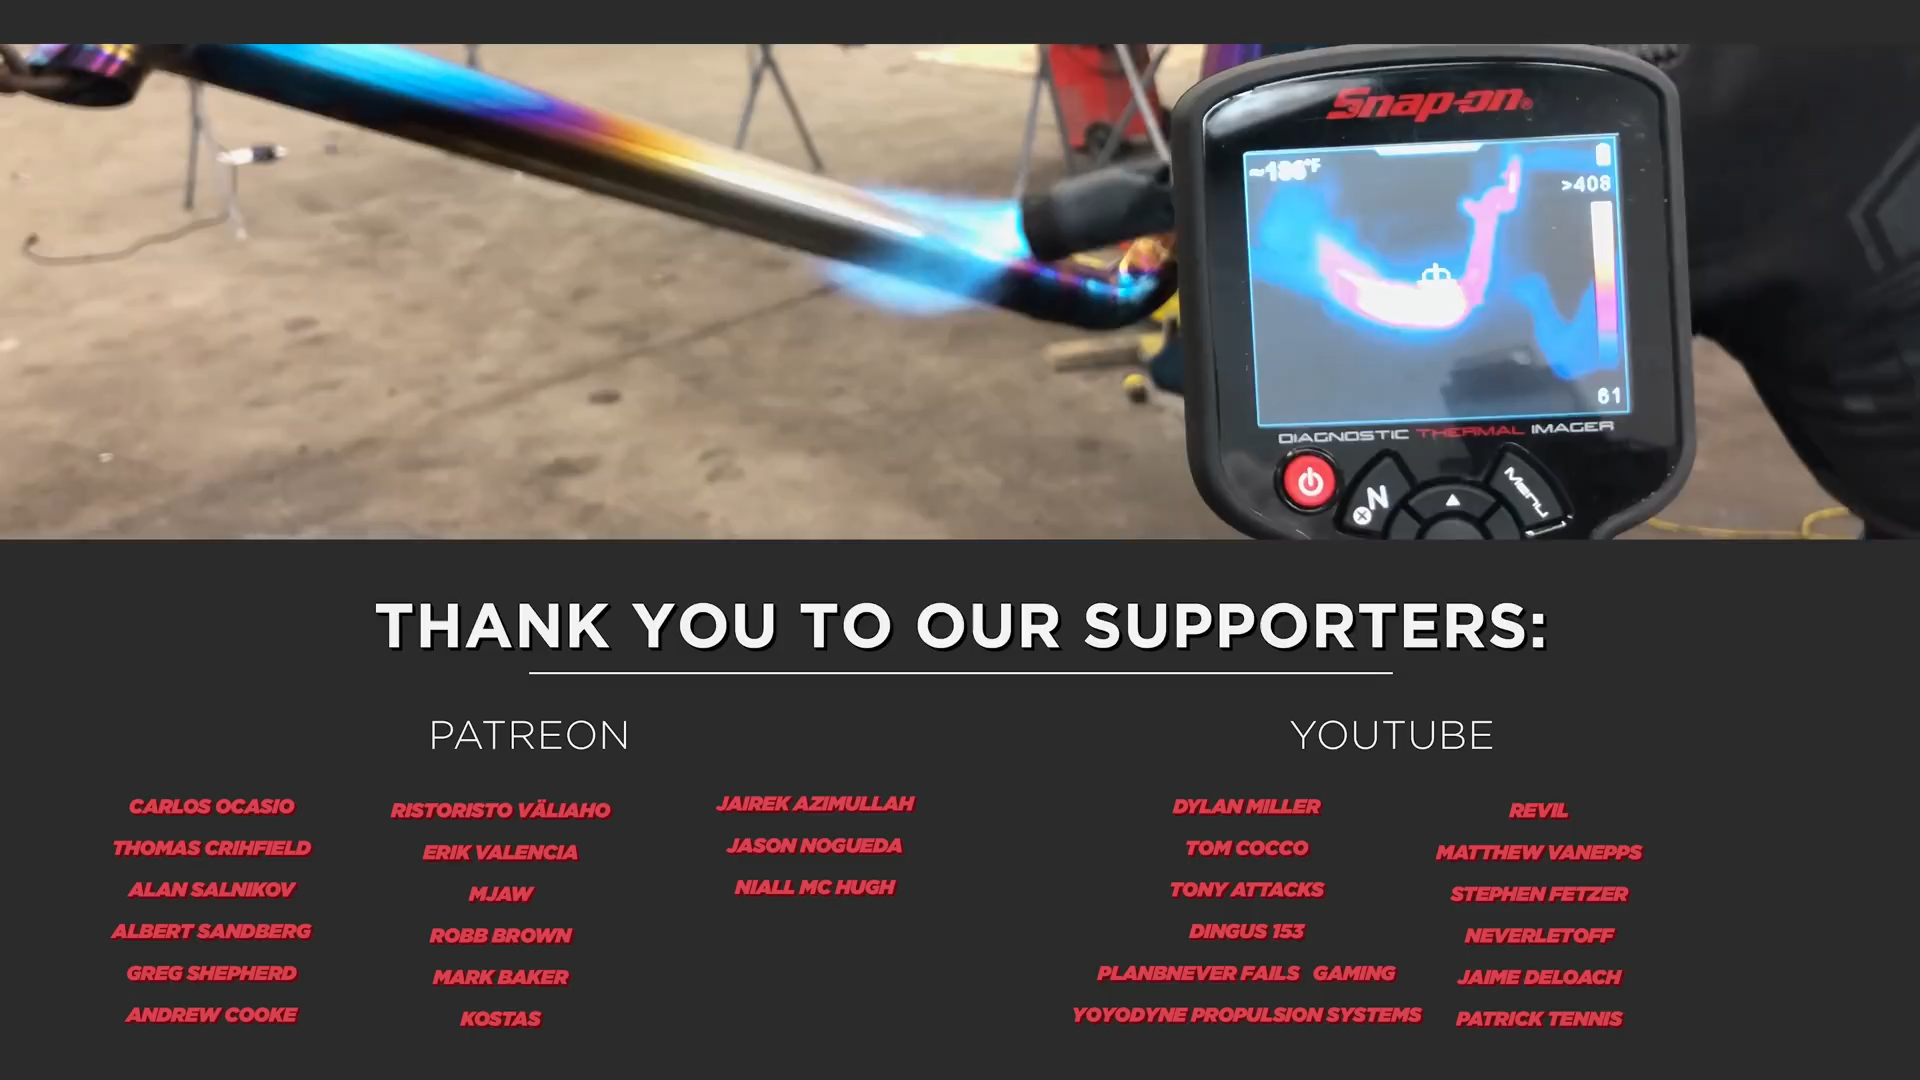 Snap-on
>408
61
DIAGNOSTIC THERMAL IMAGER
N
Menu
THANK YOU TO OUR SUPPORTERS:
PATREON
CARLOS OCASIO
THOMAS CRIHFIELD
ALAN SALNIKOV
ALBERT SANDBERG
GREG SHEPHERD
ANDREW COOKE
RISTORISTO VÄLIAHO
ERIK VALENCIA
MJAW
ROBB BROWN
MARK BAKER
KOSTAS
JAIREK AZIMULLAH
JASON NOGUEDA
NIALL MC HUGH
YOUTUBE
DYLAN MILLER
TOM COCCO
TONY ATTACKS
DINGUS 153
PLANBNEVER FAILS GAMING
YOYODYNE PROPULSION SYSTEMS
REVIL
MATTHEW VANEPPS
STEPHEN FETZER
NEVERLETOFF
JAIME DELOACH
PATRICK TENNIS